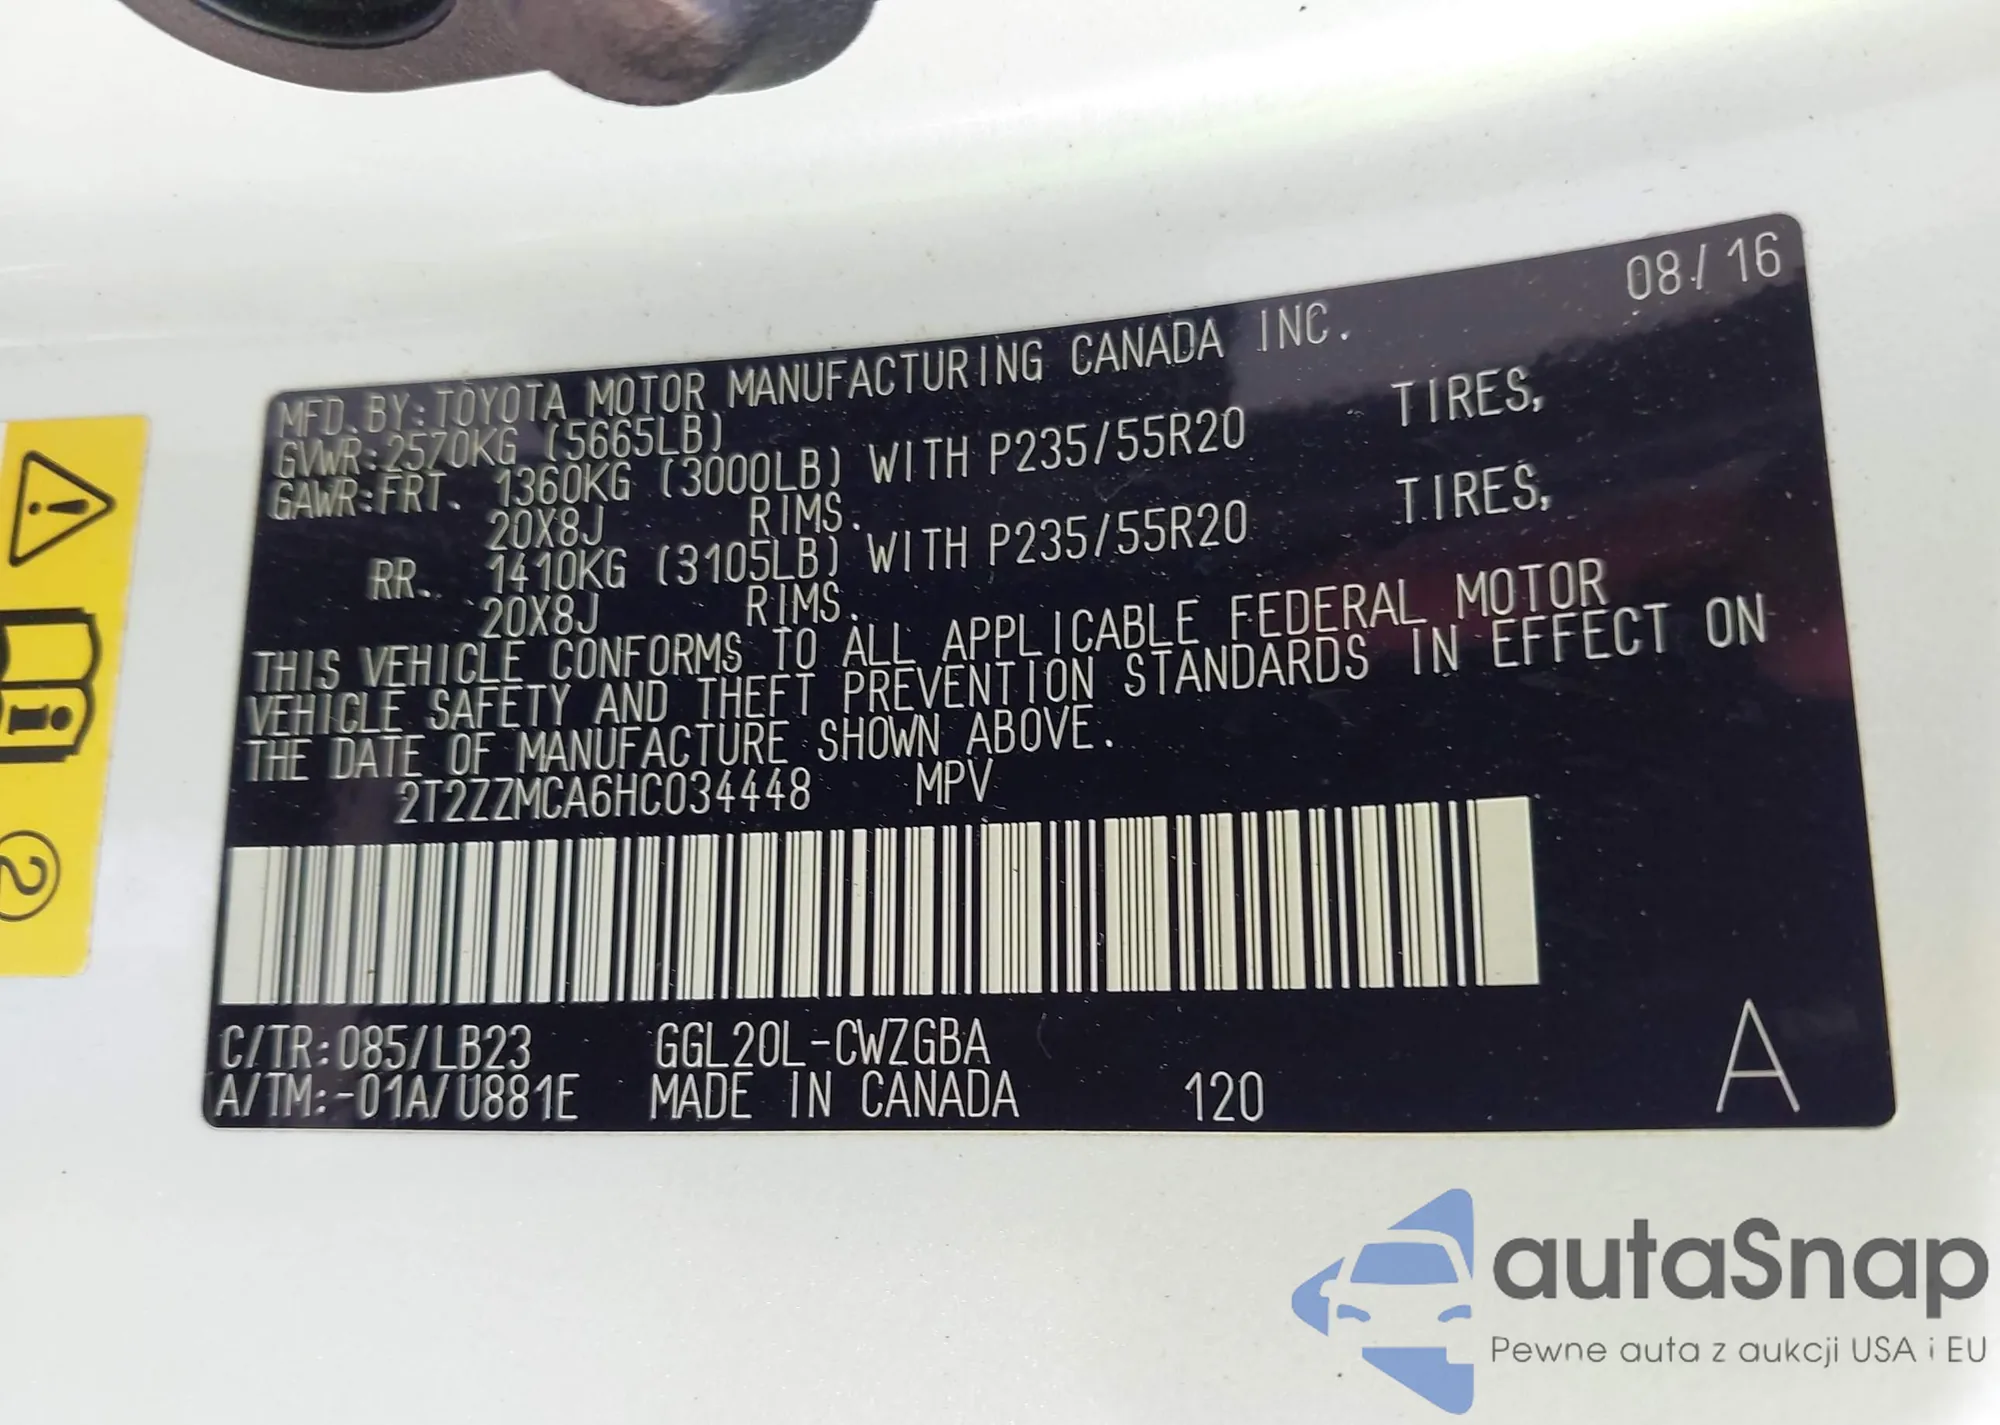 08/16
MFD. BY:TOYOTA MOTOR MANUFACTURING CANADA INC.
GVWR:2570KG (5665LB)
GAWR:FRT. 1360KG (3000LB) WITH P235/55R20 TIRES,
20X8J RIMS.
RR. 1410KG (3105LB) WITH P235/55R20 TIRES,
20X8J RIMS.
THIS VEHICLE CONFORMS TO ALL APPLICABLE FEDERAL MOTOR
VEHICLE SAFETY AND THEFT PREVENTION STANDARDS IN EFFECT ON
THE DATE OF MANUFACTURE SHOWN ABOVE.
2T2ZZMCA6HC034448 MPV
C/TR:085/LB23 GGL20L-CWZGBA
A/TM:-01A/U881E MADE IN CANADA 120 A
2
autaSnap
Pewne auta z aukcji USA i EU